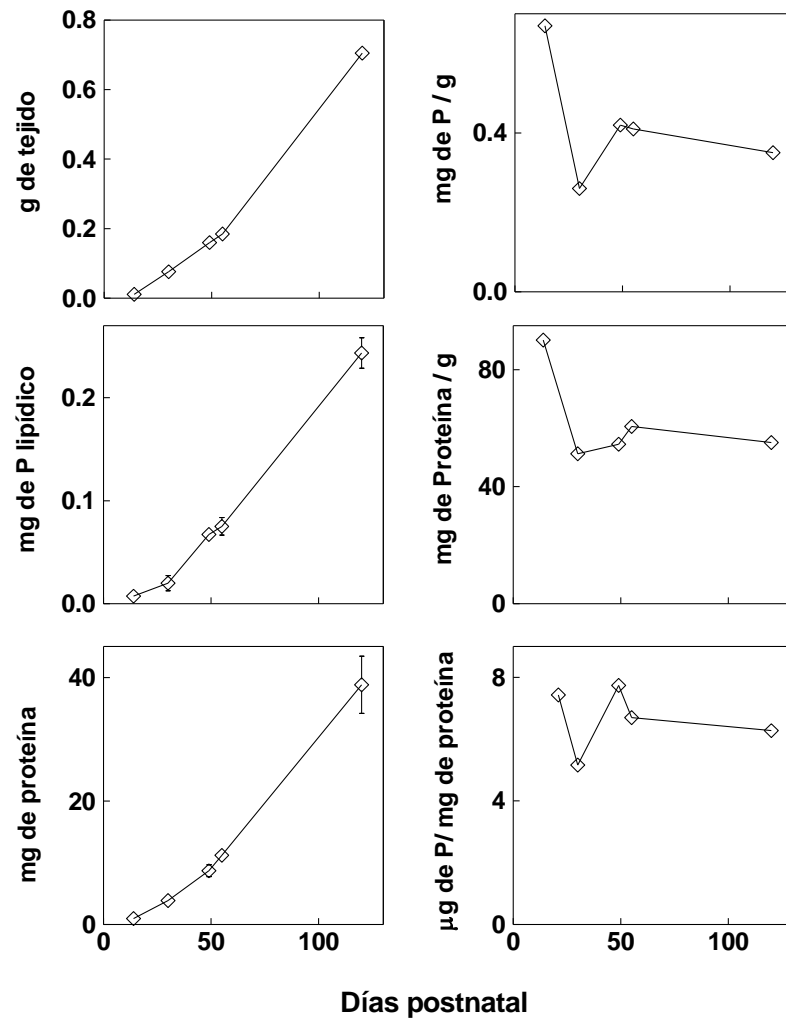 g de tejido
0.8
0.6
0.4
0.2
0.0
mg de P / g
0.4
0.0
mg de P lipídico
0.2
0.1
0.0
mg de Proteína / g
80
40
0
mg de proteína
40
20
0
0 50 100
µg de P/ mg de proteína
8
4
0
0 50 100
Días postnatal